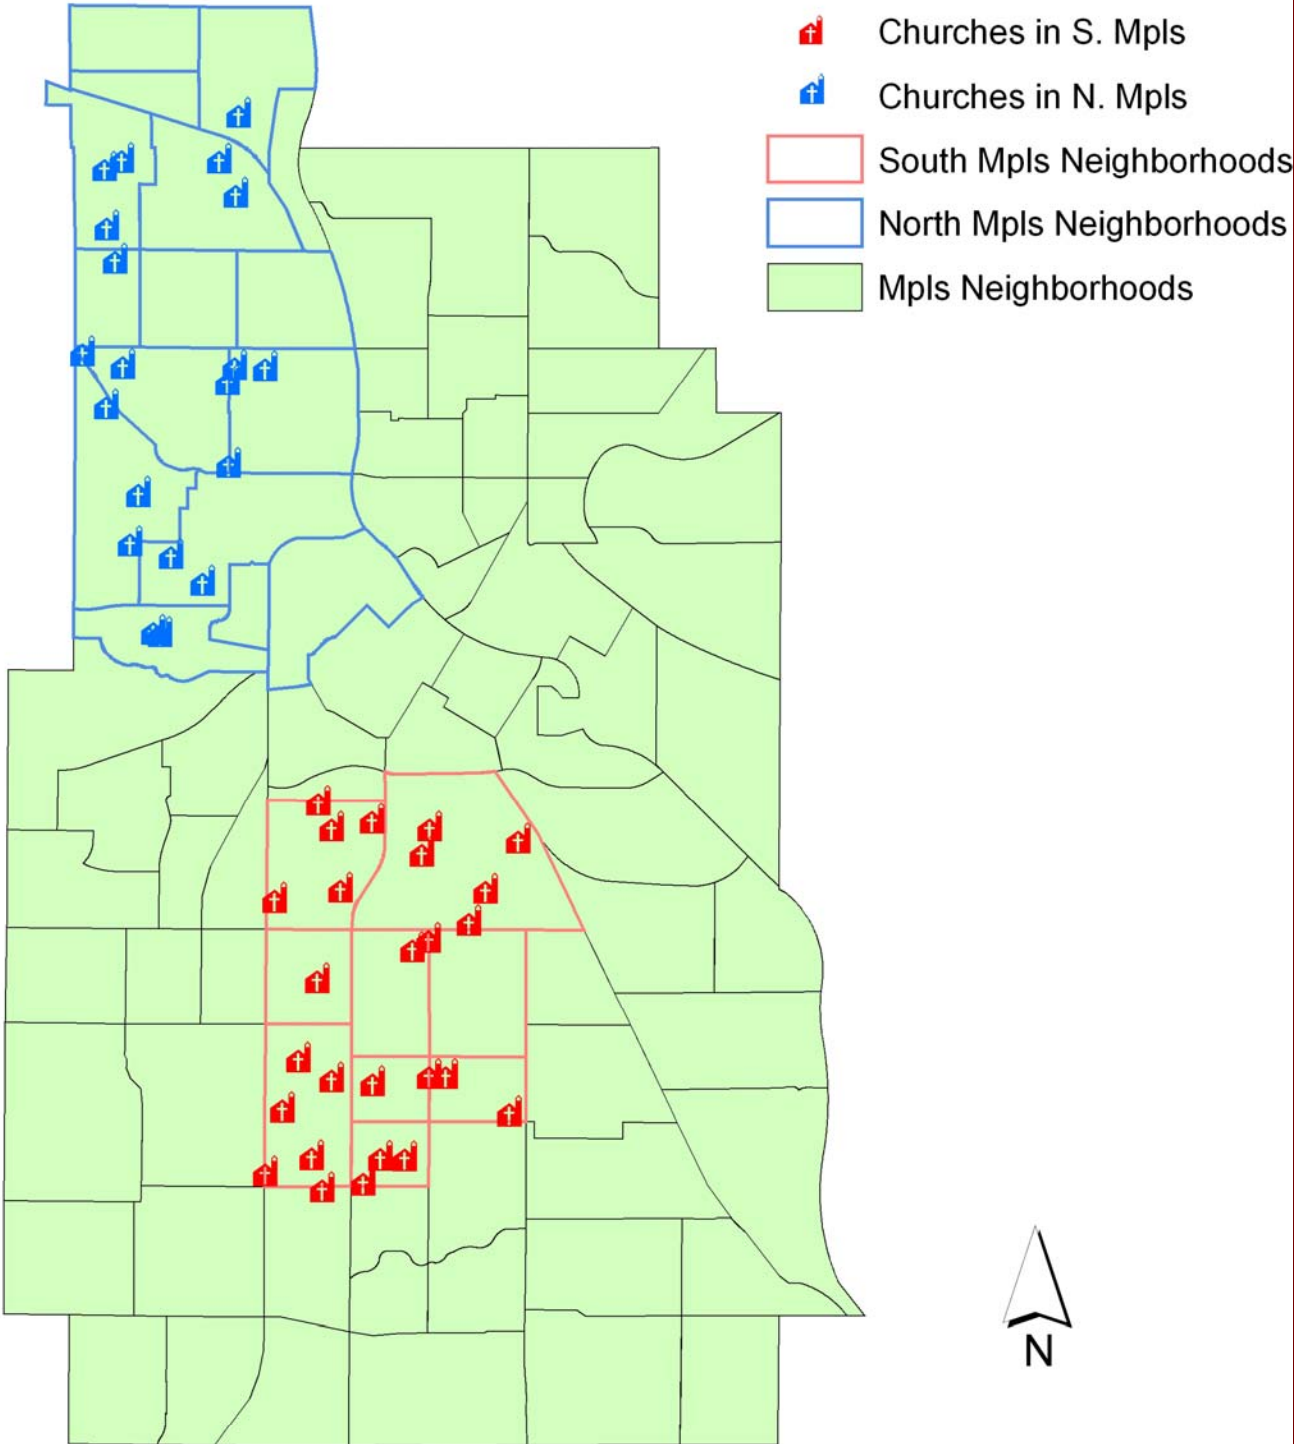 Churches in S. Mpls
Churches in N. Mpls
South Mpls Neighborhoods
North Mpls Neighborhoods
Mpls Neighborhoods
N